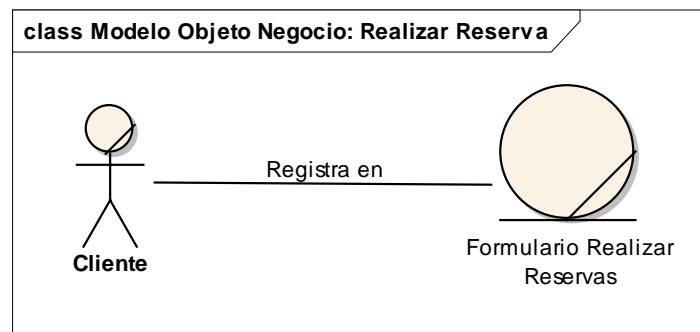 class Modelo Objeto Negocio: Realizar Reserva
Registra en
Cliente
Formulario Realizar
Reservas